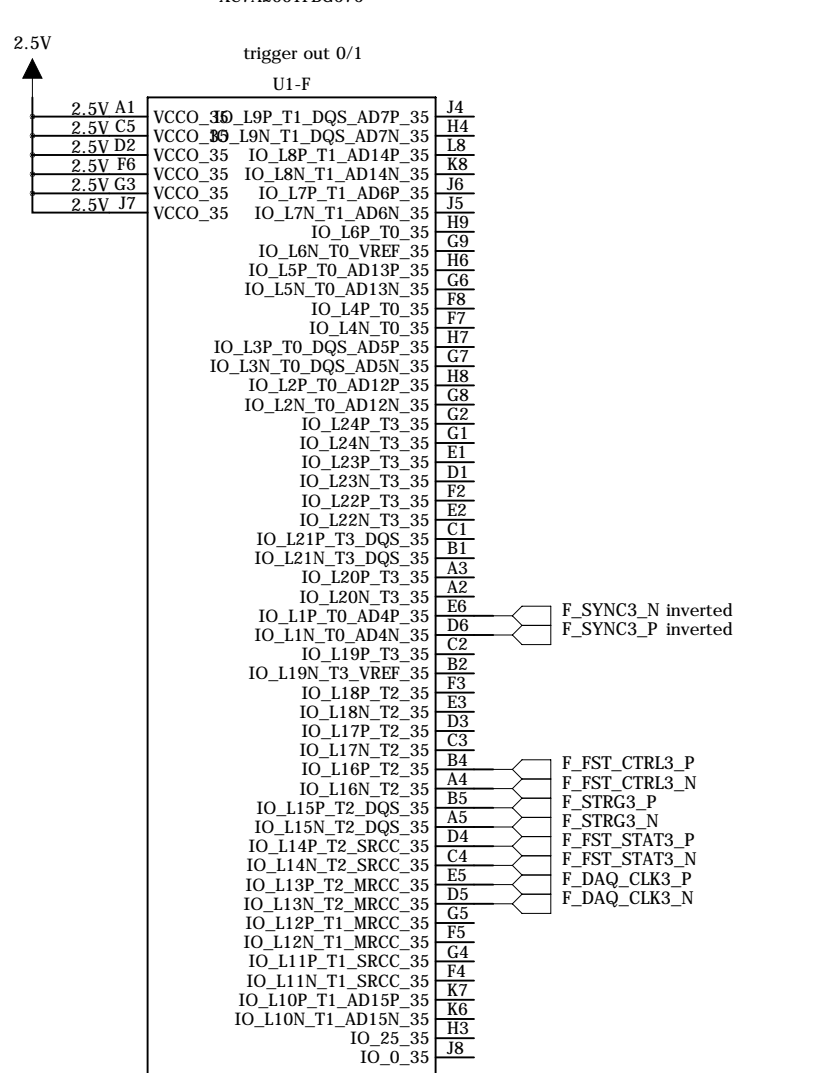 2.5V
trigger out 0/1
U1-F
2.5V A1 VCCO_35 IO_L9P_T1_DQS_AD7P_35 J4
2.5V C5 VCCO_35 IO_L9N_T1_DQS_AD7N_35 H4
2.5V D2 VCCO_35 IO_L8P_T1_AD14P_35 L8
2.5V F6 VCCO_35 IO_L8N_T1_AD14N_35 K8
2.5V G3 VCCO_35 IO_L7P_T1_AD6P_35 J6
2.5V J7 VCCO_35 IO_L7N_T1_AD6N_35 J5
IO_L6P_T0_35 H9
IO_L6N_T0_VREF_35 G9
IO_L5P_T0_AD13P_35 H6
IO_L5N_T0_AD13N_35 G6
IO_L4P_T0_35 F8
IO_L4N_T0_35 F7
IO_L3P_T0_DQS_AD5P_35 H7
IO_L3N_T0_DQS_AD5N_35 G7
IO_L2P_T0_AD12P_35 H8
IO_L2N_T0_AD12N_35 G8
IO_L24P_T3_35 G2
IO_L24N_T3_35 G1
IO_L23P_T3_35 E1
IO_L23N_T3_35 D1
IO_L22P_T3_35 F2
IO_L22N_T3_35 E2
IO_L21P_T3_DQS_35 C1
IO_L21N_T3_DQS_35 B1
IO_L20P_T3_35 A3
IO_L20N_T3_35 A2
IO_L1P_T0_AD4P_35 E6 F_SYNC3_N inverted
IO_L1N_T0_AD4N_35 D6 F_SYNC3_P inverted
IO_L19P_T3_35 C2
IO_L19N_T3_VREF_35 B2
IO_L18P_T2_35 F3
IO_L18N_T2_35 E3
IO_L17P_T2_35 D3
IO_L17N_T2_35 C3
IO_L16P_T2_35 B4 F_FST_CTRL3_P
IO_L16N_T2_35 A4 F_FST_CTRL3_N
IO_L15P_T2_DQS_35 B5 F_STRG3_P
IO_L15N_T2_DQS_35 A5 F_STRG3_N
IO_L14P_T2_SRCC_35 D4 F_FST_STAT3_P
IO_L14N_T2_SRCC_35 C4 F_FST_STAT3_N
IO_L13P_T2_MRCC_35 E5 F_DAQ_CLK3_P
IO_L13N_T2_MRCC_35 D5 F_DAQ_CLK3_N
IO_L12P_T1_MRCC_35 G5
IO_L12N_T1_MRCC_35 F5
IO_L11P_T1_SRCC_35 G4
IO_L11N_T1_SRCC_35 F4
IO_L10P_T1_AD15P_35 K7
IO_L10N_T1_AD15N_35 K6
IO_25_35 H3
IO_0_35 J8